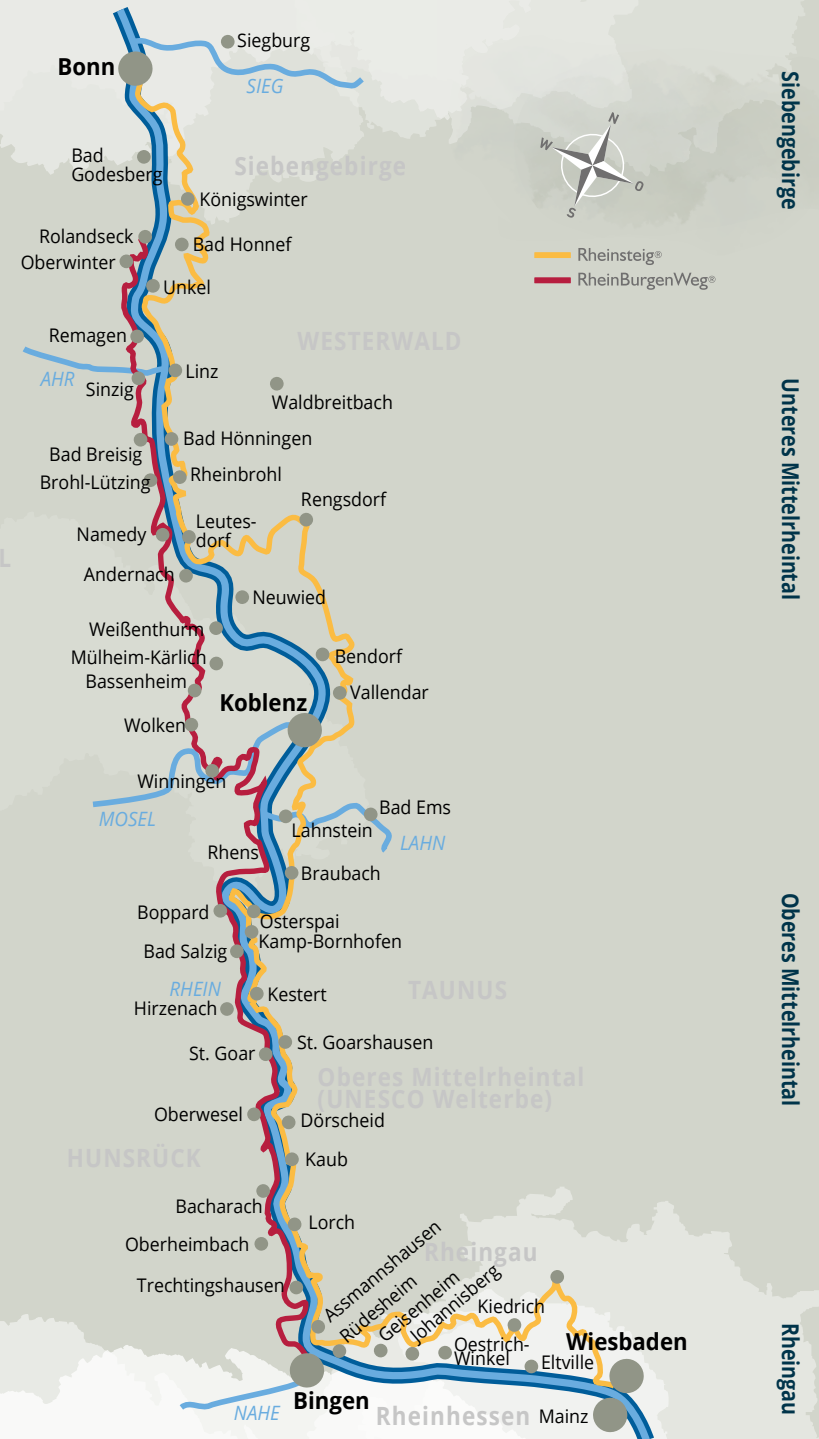 Siegburg
Bonn
SIEG
Siebengebirge
N
W
O
S
Bad
Godesberg
Siebengebirge
Königswinter
Rolandseck
Bad Honnef
Oberwinter
Rheinsteig®
RheinBurgenWeg®
Unkel
Remagen
WESTERWALD
AHR
Linz
Sinzig
Waldbreitbach
Unteres Mittelrheintal
Bad Hönningen
Bad Breisig
Rheinbrohl
Brohl-Lützing
Rengsdorf
Leutes-
dorf
Namedy
L
Andernach
Neuwied
Weißenthurm
Mülheim-Kärlich
Bendorf
Bassenheim
Vallendar
Koblenz
Wolken
Winningen
MOSEL
Bad Ems
Lahnstein
LAHN
Rhens
Braubach
Boppard
Osterspai
Kamp-Bornhofen
Bad Salzig
Oberes Mittelrheintal
RHEIN
TAUNUS
Kestert
Hirzenach
St. Goarshausen
St. Goar
Oberes Mittelrheintal
(UNESCO Welterbe)
Oberwesel
Dörscheid
HUNSRÜCK
Kaub
Bacharach
Lorch
Oberheimbach
Rheingau
Trechtingshausen
Assmannshausen
Rüdesheim
Geisenheim
Johannisberg
Kiedrich
Oestrich-
Winkel
Wiesbaden
Eltville
Rheingau
Bingen
NAHE
Rheinhessen
Mainz